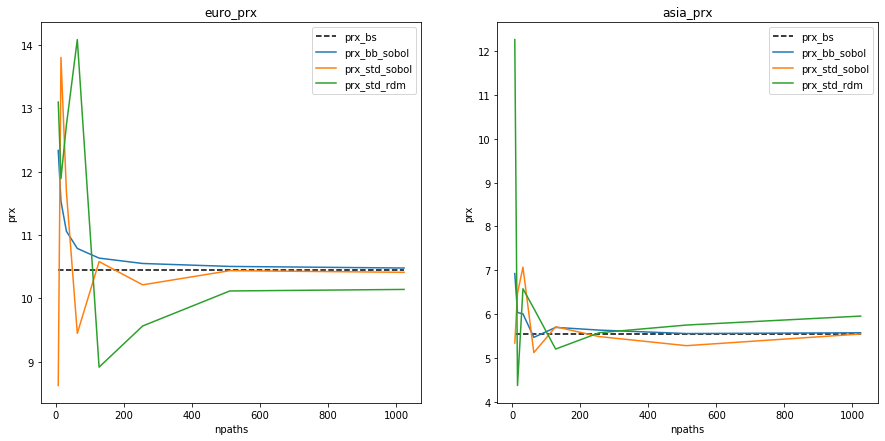 euro_prx
prx
14
13
12
11
10
9
prx_bs
prx_bb_sobol
prx_std_sobol
prx_std_rdm
0 200 400 600 800 1000
npaths
asia_prx
prx
12
11
10
9
8
7
6
5
4
prx_bs
prx_bb_sobol
prx_std_sobol
prx_std_rdm
0 200 400 600 800 1000
npaths